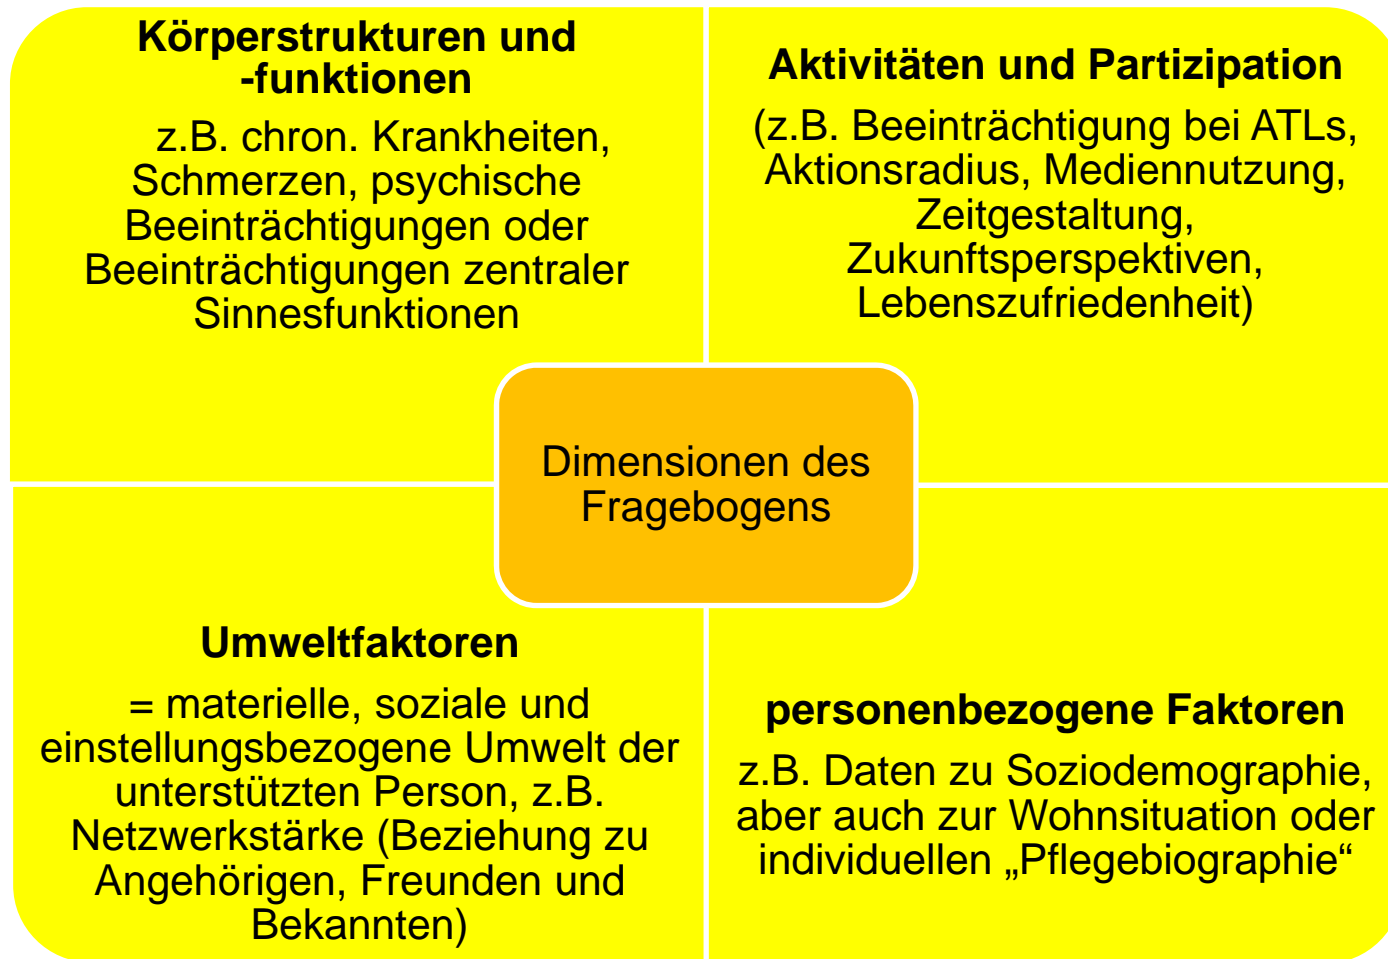 Körperstrukturen und
-funktionen
z.B. chron. Krankheiten,
Schmerzen, psychische
Beeinträchtigungen oder
Beeinträchtigungen zentraler
Sinnesfunktionen
Aktivitäten und Partizipation
(z.B. Beeinträchtigung bei ATLs,
Aktionsradius, Mediennutzung,
Zeitgestaltung,
Zukunftsperspektiven,
Lebenszufriedenheit)
Dimensionen des
Fragebogens
Umweltfaktoren
= materielle, soziale und
einstellungsbezogene Umwelt der
unterstützten Person, z.B.
Netzwerkstärke (Beziehung zu
Angehörigen, Freunden und
Bekannten)
personenbezogene Faktoren
z.B. Daten zu Soziodemographie,
aber auch zur Wohnsituation oder
individuellen „Pflegebiographie“